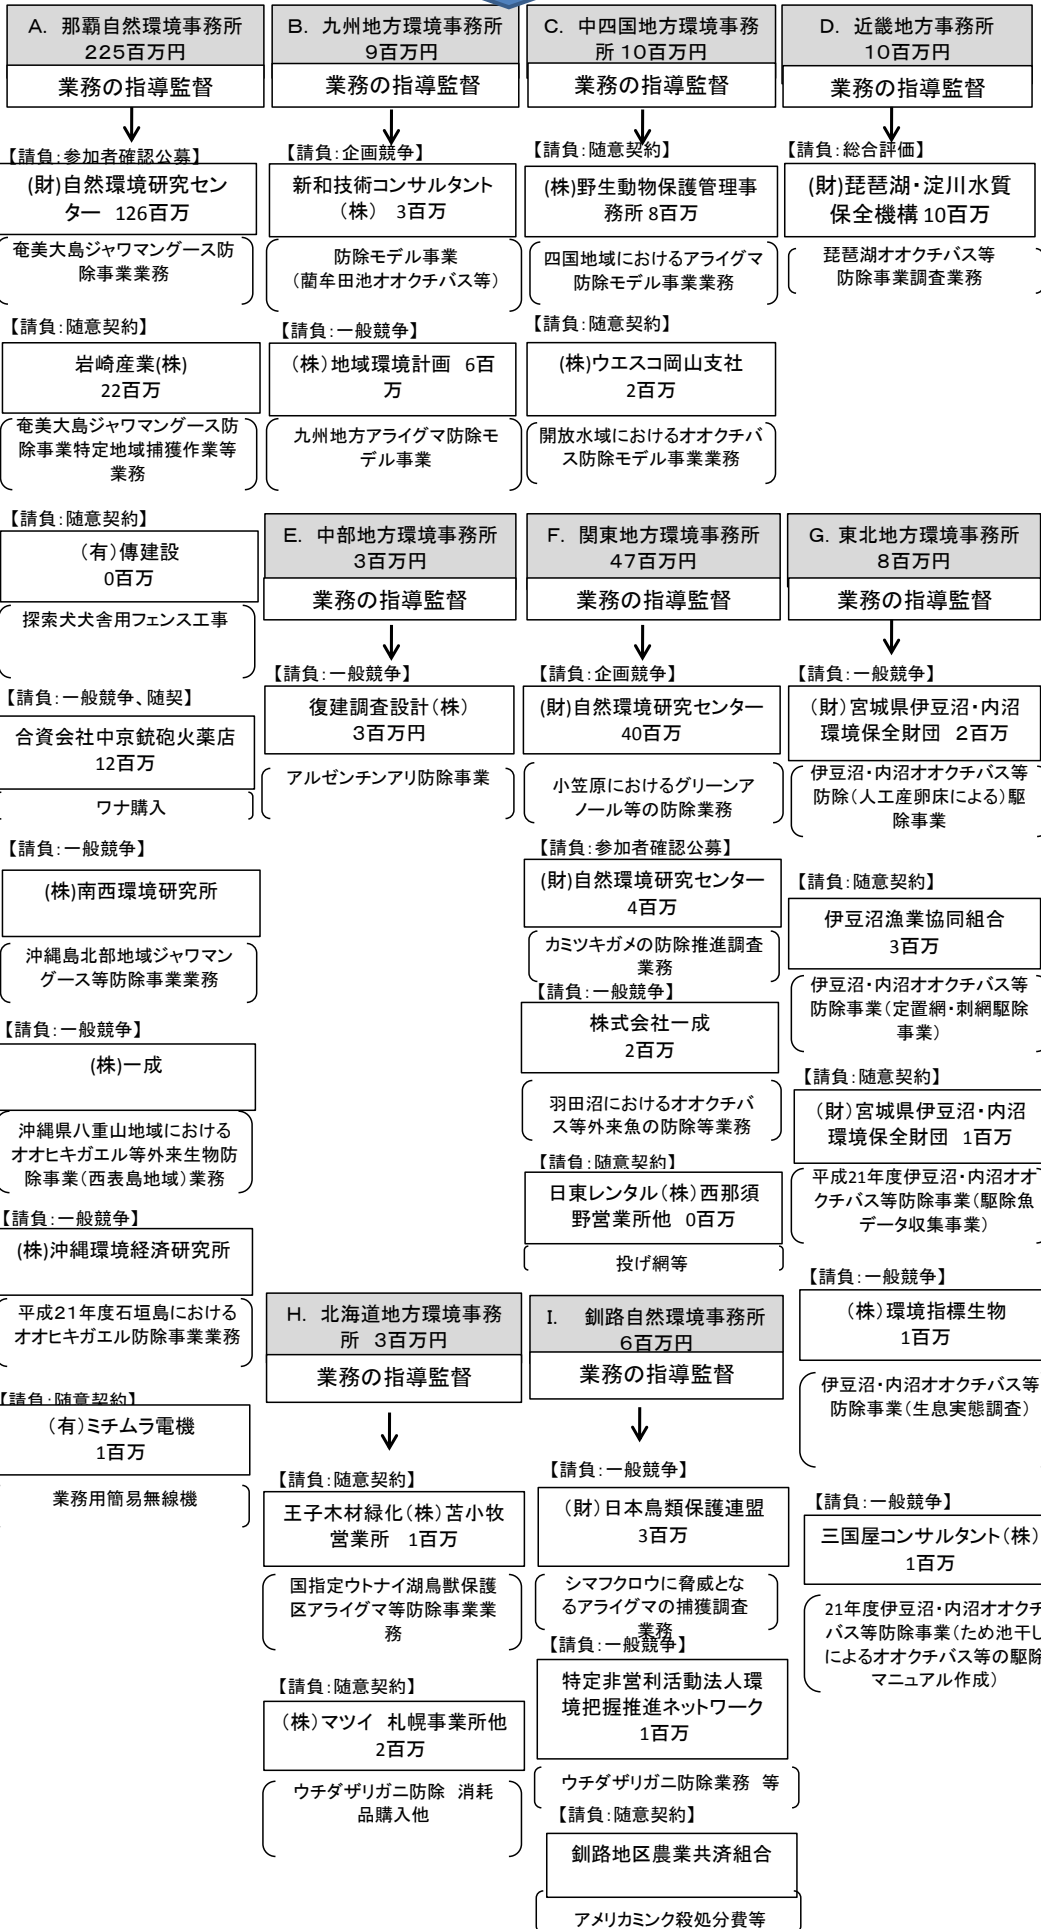 A. 那覇自然環境事務所
225百万円
業務の指導監督
【請負:参加者確認公募】
(財)自然環境研究セン
ター 126百万
奄美大島ジャワマングース防
除事業業務
【請負:随意契約】
岩崎産業(株)
22百万
奄美大島ジャワマングース防
除事業特定地域捕獲作業等
業務
【請負:随意契約】
(有)傳建設
0百万
探索犬犬舎用フェンス工事
【請負:一般競争、随契】
合資会社中京銃砲火薬店
12百万
ワナ購入
【請負:一般競争】
(株)南西環境研究所
沖縄島北部地域ジャワマン
グース等防除事業業務
【請負:一般競争】
(株)一成
沖縄県八重山地域における
オオヒキガエル等外来生物防
除事業(西表島地域)業務
【請負:一般競争】
(株)沖縄環境経済研究所
平成21年度石垣島における
オオヒキガエル防除事業業務
【請負:随意契約】
(有)ミチムラ電機
1百万
業務用簡易無線機
B. 九州地方環境事務所
9百万円
業務の指導監督
【請負:企画競争】
新和技術コンサルタント
(株) 3百万
防除モデル事業
(藺牟田池オオクチバス等)
【請負:一般競争】
(株)地域環境計画 6百
万
九州地方アライグマ防除モ
デル事業
C. 中四国地方環境事務
所 10百万円
業務の指導監督
【請負:随意契約】
(株)野生動物保護管理事
務所 8百万
四国地域におけるアライグマ
防除モデル事業業務
【請負:随意契約】
(株)ウエスコ岡山支社
2百万
開放水域におけるオオクチバ
ス防除モデル事業業務
D. 近畿地方事務所
10百万円
業務の指導監督
【請負:総合評価】
(財)琵琶湖・淀川水質
保全機構 10百万
琵琶湖オオクチバス等
防除事業調査業務
E. 中部地方環境事務所
3百万円
業務の指導監督
【請負:一般競争】
復建調査設計(株)
3百万円
アルゼンチンアリ防除事業
F. 関東地方環境事務所
47百万円
業務の指導監督
【請負:企画競争】
(財)自然環境研究センター
40百万
小笠原におけるグリーンア
ノール等の防除業務
【請負:参加者確認公募】
(財)自然環境研究センター
4百万
カミツキガメの防除推進調査
業務
【請負:一般競争】
株式会社一成
2百万
羽田沼におけるオオクチバ
ス等外来魚の防除等業務
【請負:随意契約】
日東レンタル(株)西那須
野営業所他 0百万
投げ網等
G. 東北地方環境事務所
8百万円
業務の指導監督
【請負:一般競争】
(財)宮城県伊豆沼・内沼
環境保全財団 2百万
伊豆沼・内沼オオクチバス等
防除(人工産卵床による)駆
除事業
【請負:随意契約】
伊豆沼漁業協同組合
3百万
伊豆沼・内沼オオクチバス等
防除事業(定置網・刺網駆除
事業)
【請負:随意契約】
(財)宮城県伊豆沼・内沼
環境保全財団 1百万
平成21年度伊豆沼・内沼オオ
クチバス等防除事業(駆除魚
データ収集事業)
【請負:一般競争】
(株)環境指標生物
1百万
伊豆沼・内沼オオクチバス等
防除事業(生息実態調査)
【請負:一般競争】
三国屋コンサルタント(株)
1百万
21年度伊豆沼・内沼オオクチ
バス等防除事業(ため池干し
によるオオクチバス等の駆除
マニュアル作成)
H. 北海道地方環境事務
所 3百万円
業務の指導監督
【請負:随意契約】
王子木材緑化(株)苫小牧
営業所 1百万
国指定ウトナイ湖鳥獣保護
区アライグマ等防除事業業
務
【請負:随意契約】
(株)マツイ 札幌事業所他
2百万
ウチダザリガニ防除 消耗
品購入他
I. 釧路自然環境事務所
6百万円
業務の指導監督
【請負:一般競争】
(財)日本鳥類保護連盟
3百万
シマフクロウに脅威とな
るアライグマの捕獲調査
業務
【請負:一般競争】
特定非営利活動法人環
境把握推進ネットワーク
1百万
ウチダザリガニ防除業務 等
【請負:随意契約】
釧路地区農業共済組合
アメリカミンク殺処分費等